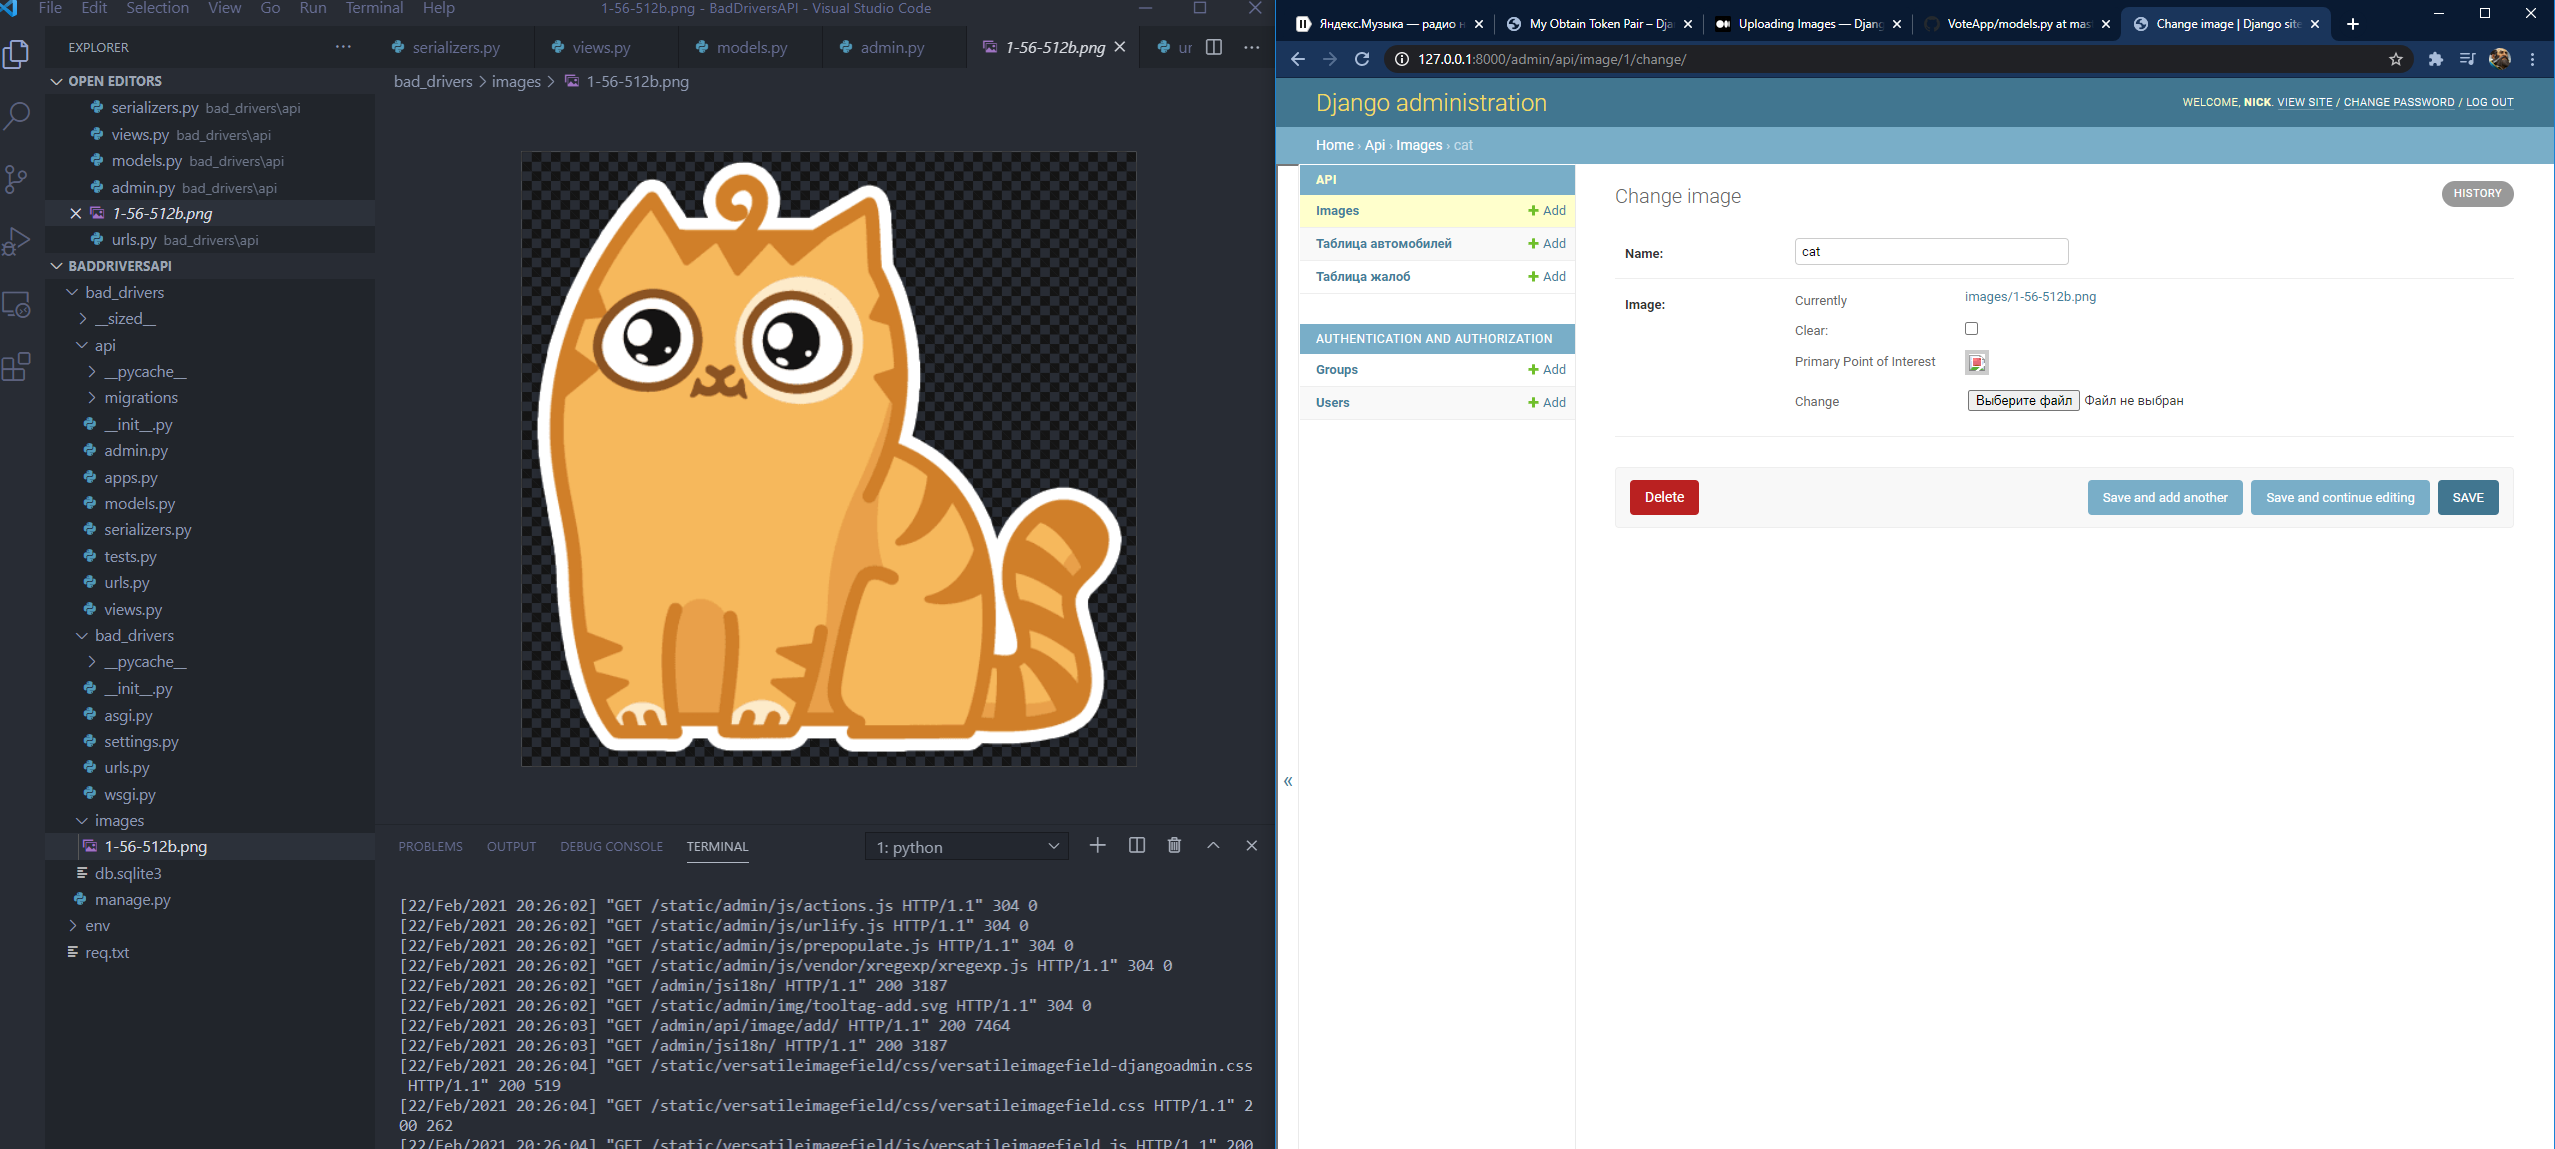 File Edit Selection View Go Run Terminal Help
1-56-512b.png - BadDriversAPI - Visual Studio Code
EXPLORER
OPEN EDITORS
serializers.py bad_drivers\api
views.py bad_drivers\api
models.py bad_drivers\api
admin.py bad_drivers\api
1-56-512b.png
urls.py bad_drivers\api
BADDRIVERSAPI
bad_drivers
__sized__
api
__pycache__
migrations
__init__.py
admin.py
apps.py
models.py
serializers.py
tests.py
urls.py
views.py
bad_drivers
__pycache__
__init__.py
asgi.py
settings.py
urls.py
wsgi.py
images
1-56-512b.png
db.sqlite3
manage.py
env
req.txt
serializers.py views.py models.py admin.py 1-56-512b.png ur
bad_drivers > images > 1-56-512b.png
PROBLEMS OUTPUT DEBUG CONSOLE TERMINAL
1: python
[22/Feb/2021 20:26:02] "GET /static/admin/js/actions.js HTTP/1.1" 304 0
[22/Feb/2021 20:26:02] "GET /static/admin/js/urlify.js HTTP/1.1" 304 0
[22/Feb/2021 20:26:02] "GET /static/admin/js/prepopulate.js HTTP/1.1" 304 0
[22/Feb/2021 20:26:02] "GET /static/admin/js/vendor/xregexp/xregexp.js HTTP/1.1" 304 0
[22/Feb/2021 20:26:02] "GET /admin/jsi18n/ HTTP/1.1" 200 3187
[22/Feb/2021 20:26:02] "GET /static/admin/img/tooltag-add.svg HTTP/1.1" 304 0
[22/Feb/2021 20:26:03] "GET /admin/api/image/add/ HTTP/1.1" 200 7464
[22/Feb/2021 20:26:03] "GET /admin/jsi18n/ HTTP/1.1" 200 3187
[22/Feb/2021 20:26:04] "GET /static/versatileimagefield/css/versatileimagefield-djangoadmin.css
HTTP/1.1" 200 519
[22/Feb/2021 20:26:04] "GET /static/versatileimagefield/css/versatileimagefield.css HTTP/1.1" 2
00 262
[22/Feb/2021 20:26:04] "GET /static/versatileimagefield/js/versatileimagefield.js HTTP/1.1" 200
Яндекс.Музыка — радио н
My Obtain Token Pair – Dja
Uploading Images — Djang
VoteApp/models.py at mas
Change image | Django site
127.0.0.1:8000/admin/api/image/1/change/
Django administration
WELCOME, NICK. VIEW SITE / CHANGE PASSWORD / LOG OUT
Home › Api › Images › cat
API
Images Add
Таблица автомобилей Add
Таблица жалоб Add
AUTHENTICATION AND AUTHORIZATION
Groups Add
Users Add
«
Change image
HISTORY
Name: cat
Image: Currently images/1-56-512b.png
Clear:
Primary Point of Interest
Change Выберите файл Файл не выбран
Delete Save and add another Save and continue editing SAVE